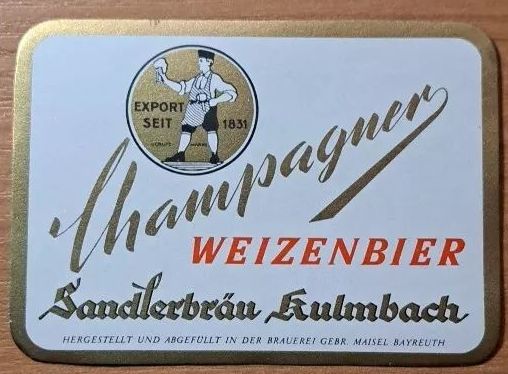 EXPORT
SEIT 1831
Champagner
WEIZENBIER
Sandlerbräu Kulmbach
HERGESTELLT UND ABGEFÜLLT IN DER BRAUEREI GEBR. MAISEL BAYREUTH